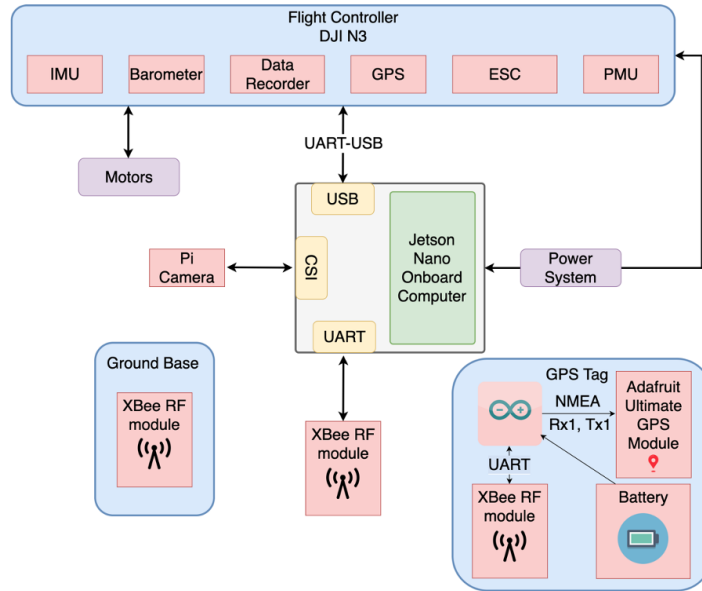 Flight Controller
DJI N3
IMU
Barometer
Data
Recorder
GPS
ESC
PMU
UART-USB
Motors
USB
CSI
Jetson
Nano
Onboard
Computer
UART
Pi
Camera
Power
System
Ground Base
XBee RF
module
XBee RF
module
GPS Tag
NMEA
Rx1, Tx1
Adafruit
Ultimate
GPS
Module
UART
XBee RF
module
Battery